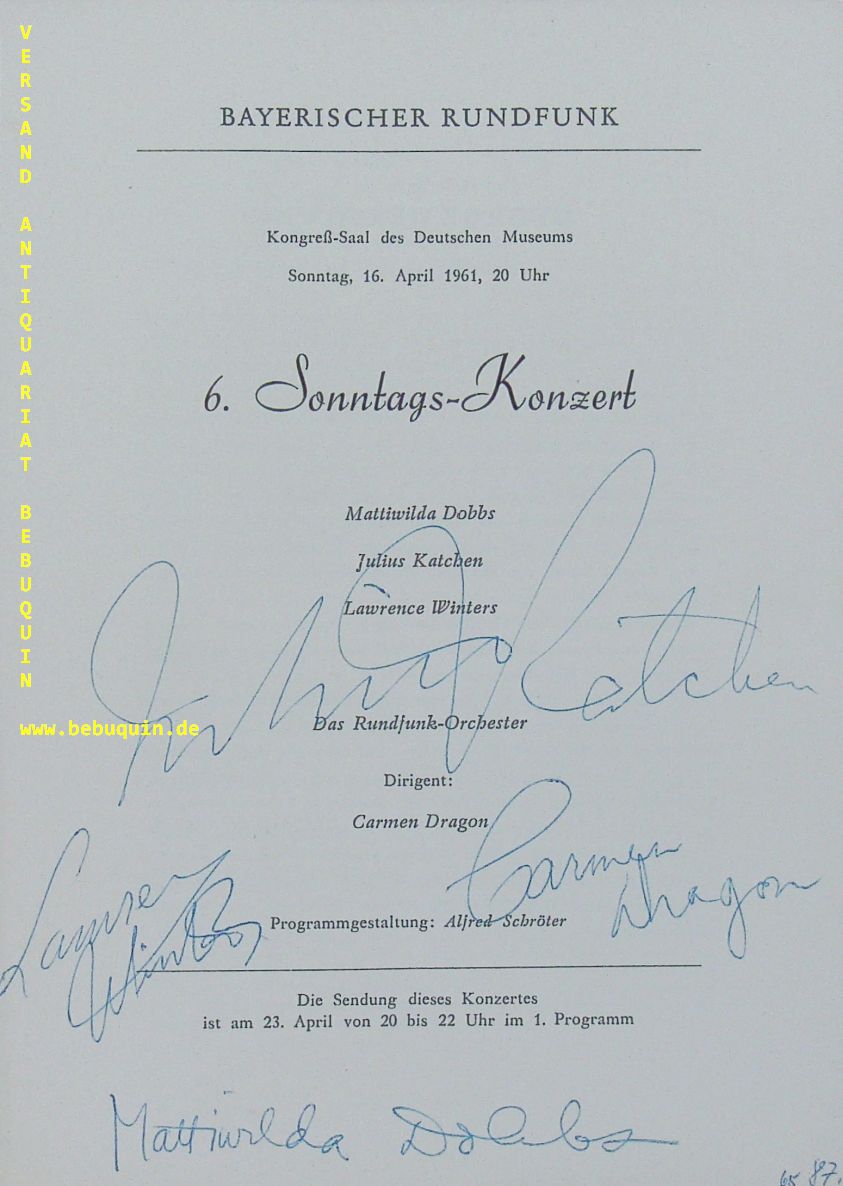 VERSAND ANTIQUARIAT BEBUQUIN
www.bebuquin.de
BAYERISCHER RUNDFUNK
Kongreß-Saal des Deutschen Museums
Sonntag, 16. April 1961, 20 Uhr
6. Sonntags-Konzert
Mattiwilda Dobbs
Julius Katchen
Lawrence Winters
Julius Katchen
Das Rundfunk-Orchester
Dirigent:
Carmen Dragon
Carmen
Dragon
Lawrence
Winters
Programmgestaltung: Alfred Schröter
Die Sendung dieses Konzertes
ist am 23. April von 20 bis 22 Uhr im 1. Programm
Mattiwilda Dobbs
65 87.